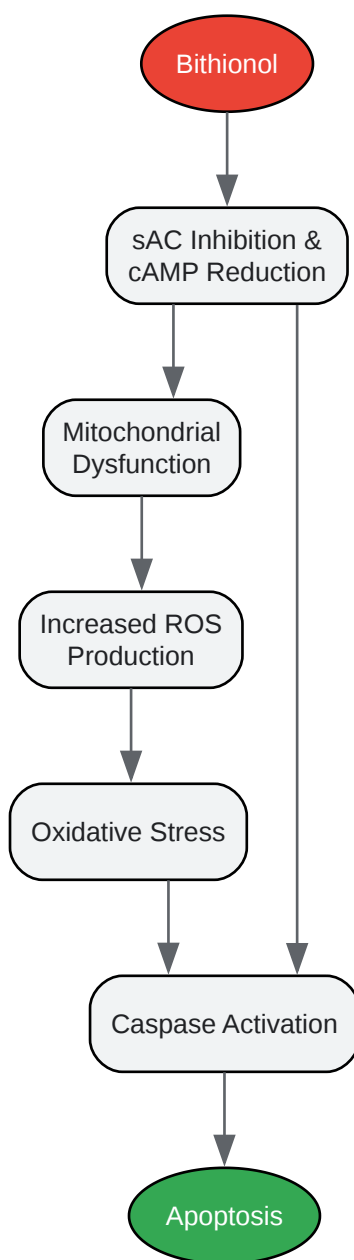 Bithionol
sAC Inhibition &
cAMP Reduction
Mitochondrial
Dysfunction
Increased ROS
Production
Oxidative Stress
Caspase Activation
Apoptosis